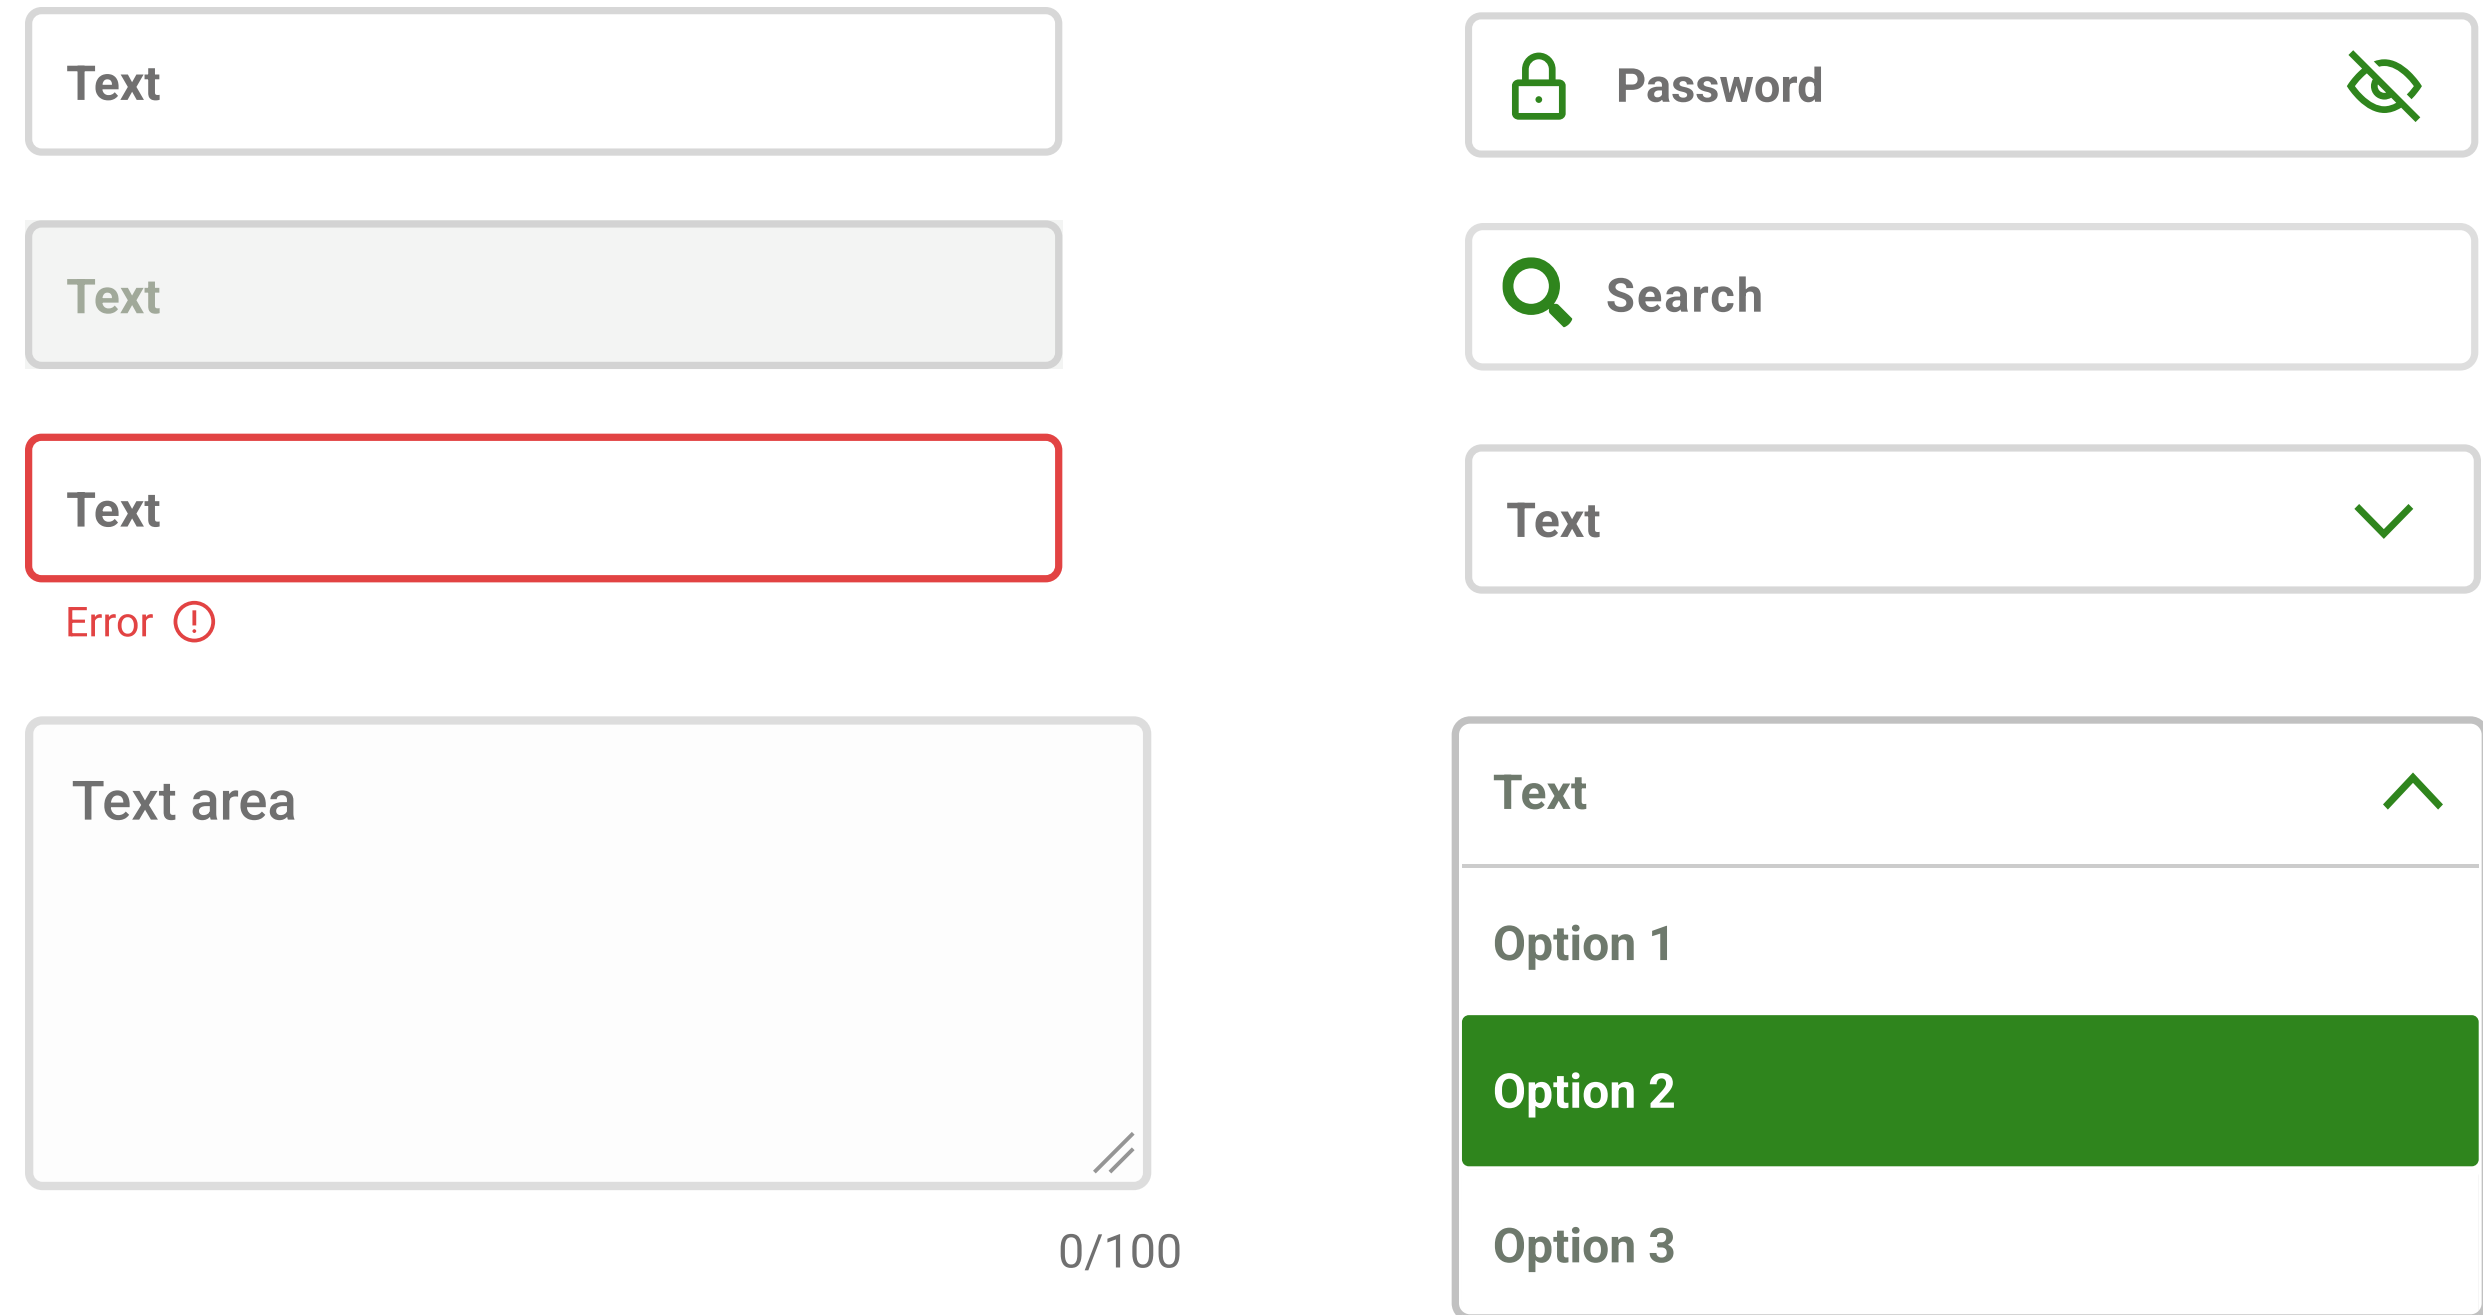 Text
Text
Text
Error
Text area
0/100
Password
Search
Text
Text
Option 1
Option 2
Option 3